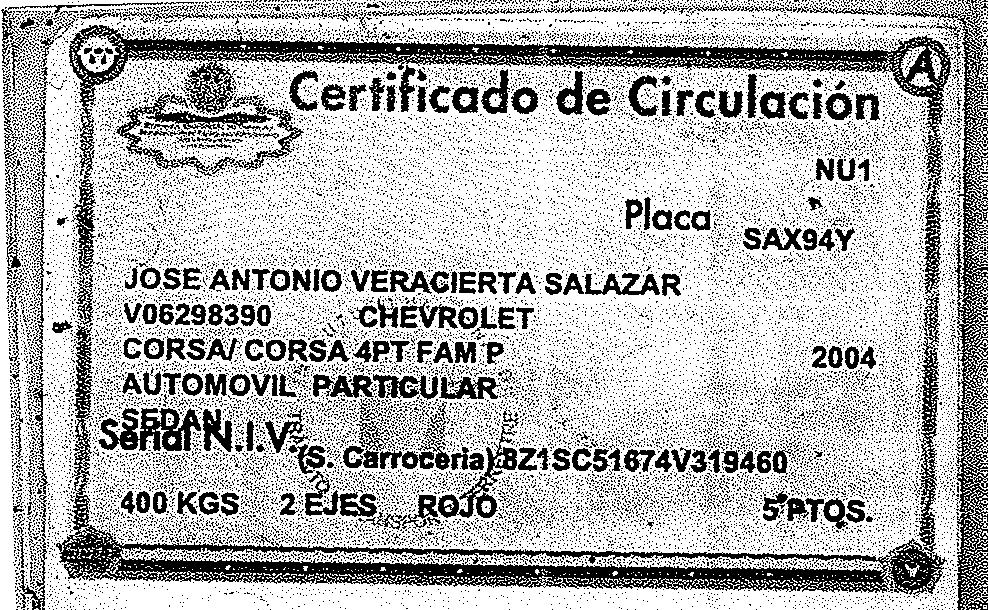 A
Certificado de Circulación
NU1
Placa SAX94Y
JOSE ANTONIO VERACIERTA SALAZAR
V06298390 CHEVROLET
CORSA/ CORSA 4PT FAM P 2004
AUTOMOVIL PARTICULAR
SEDAN
Serial N.I.V.
(S. Carroceria) 8Z1SC51674V319460
400 KGS 2 EJES ROJO 5 PTOS.